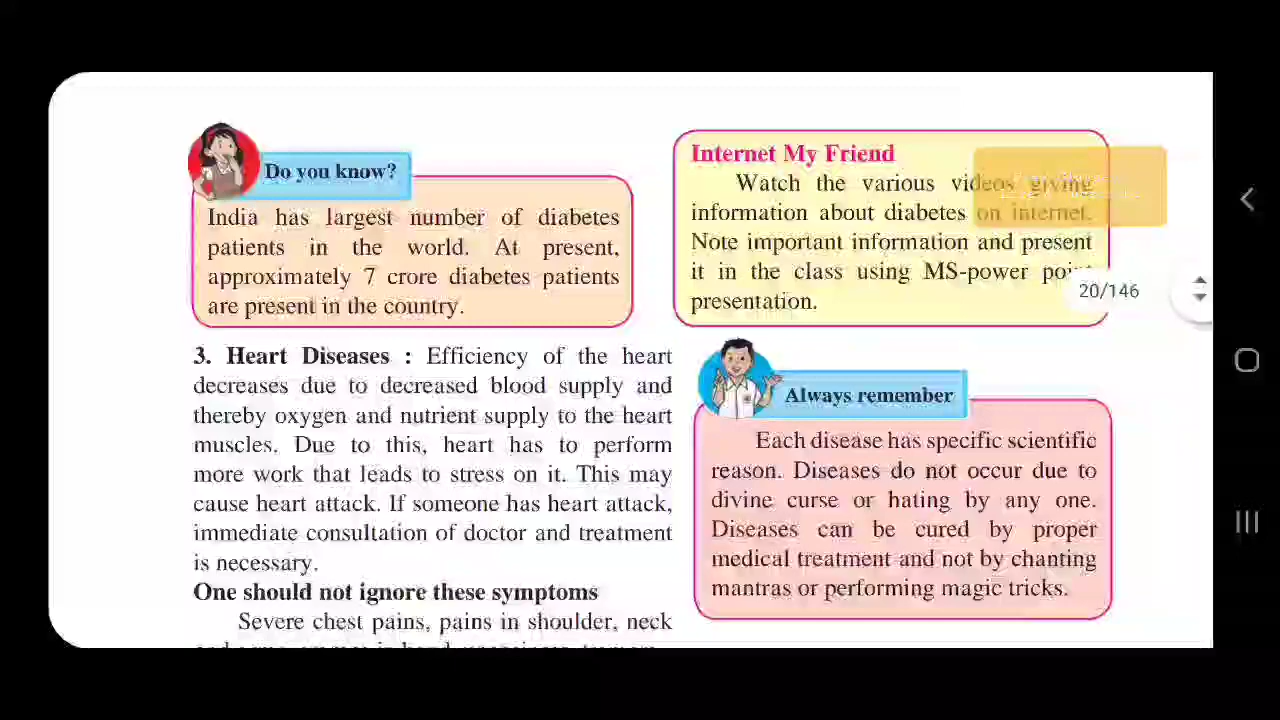 Do you know?
India has largest number of diabetes
patients in the world. At present,
approximately 7 crore diabetes patients
are present in the country.
3. Heart Diseases : Efficiency of the heart
decreases due to decreased blood supply and
thereby oxygen and nutrient supply to the heart
muscles. Due to this, heart has to perform
more work that leads to stress on it. This may
cause heart attack. If someone has heart attack,
immediate consultation of doctor and treatment
is necessary.
One should not ignore these symptoms
Severe chest pains, pains in shoulder, neck
Internet My Friend
Watch the various videos giving
information about diabetes on internet.
Note important information and present
it in the class using MS-power point
presentation.
20/146
Always remember
Each disease has specific scientific
reason. Diseases do not occur due to
divine curse or hating by any one.
Diseases can be cured by proper
medical treatment and not by chanting
mantras or performing magic tricks.